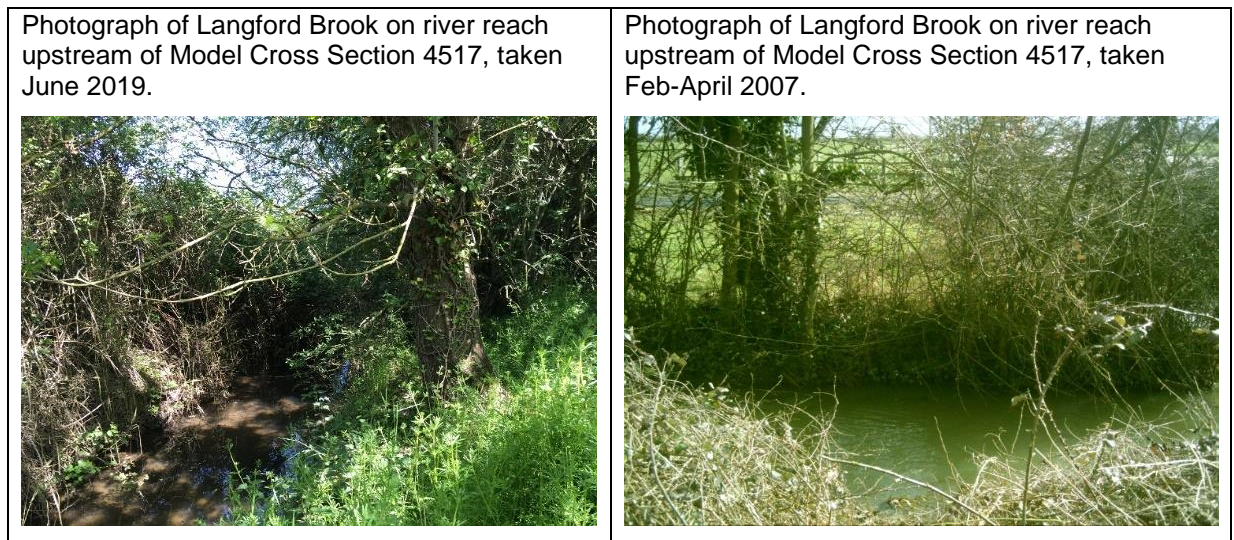 Photograph of Langford Brook on river reach
upstream of Model Cross Section 4517, taken
June 2019.
Photograph of Langford Brook on river reach
upstream of Model Cross Section 4517, taken
Feb-April 2007.